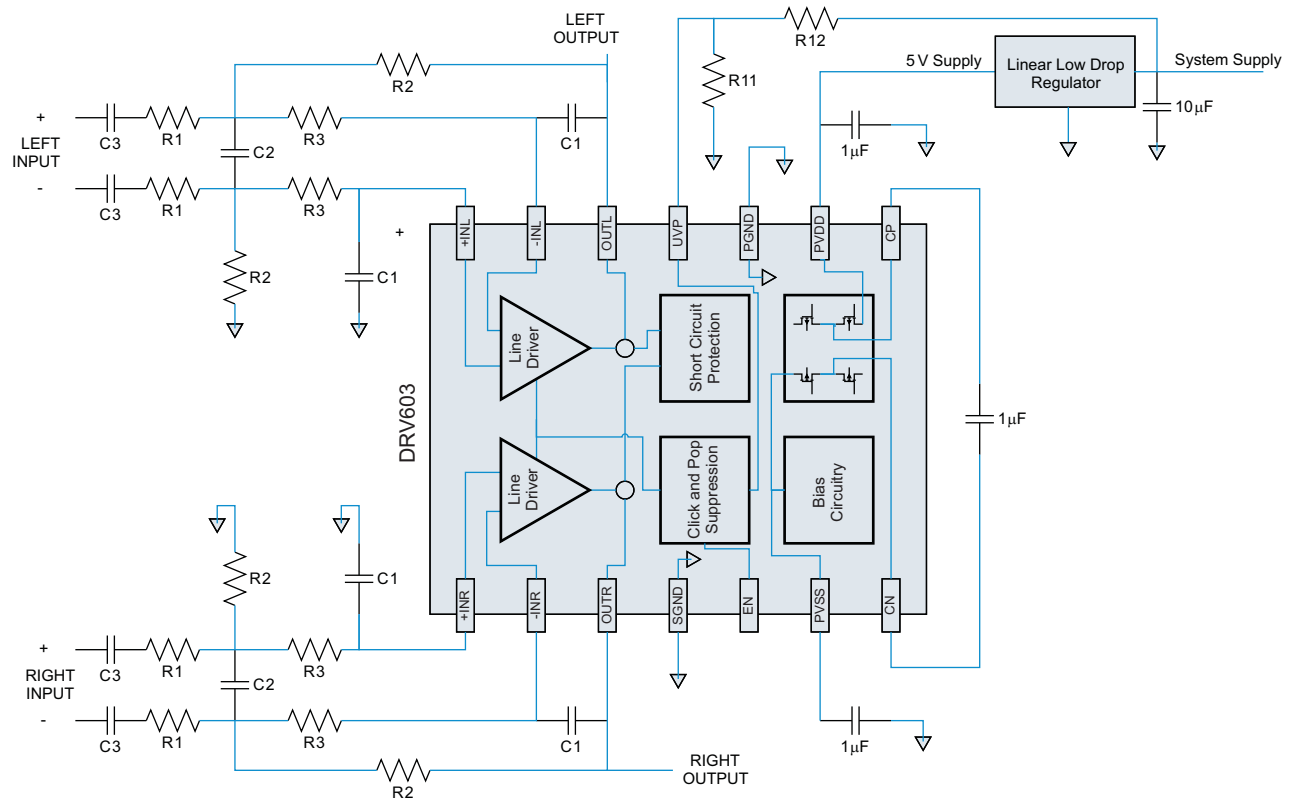 LEFT
OUTPUT
R12
5 V Supply
Linear Low Drop
Regulator
System Supply
R2
R11
10μF
+
C3
R1
R3
C1
1μF
LEFT
INPUT
C2
-
C3
R1
R3
+
+INL
-INL
OUTL
UVP
PGND
PVDD
CP
R2
C1
Line
Driver
Short Circuit
Protection
DRV603
1μF
Line
Driver
Click and Pop
Suppression
Bias
Circuitry
R2
C1
+INR
-INR
OUTR
SGND
EN
PVSS
CN
+
C3
R1
R3
RIGHT
INPUT
C2
-
C3
R1
R3
C1
1μF
R2
RIGHT
OUTPUT